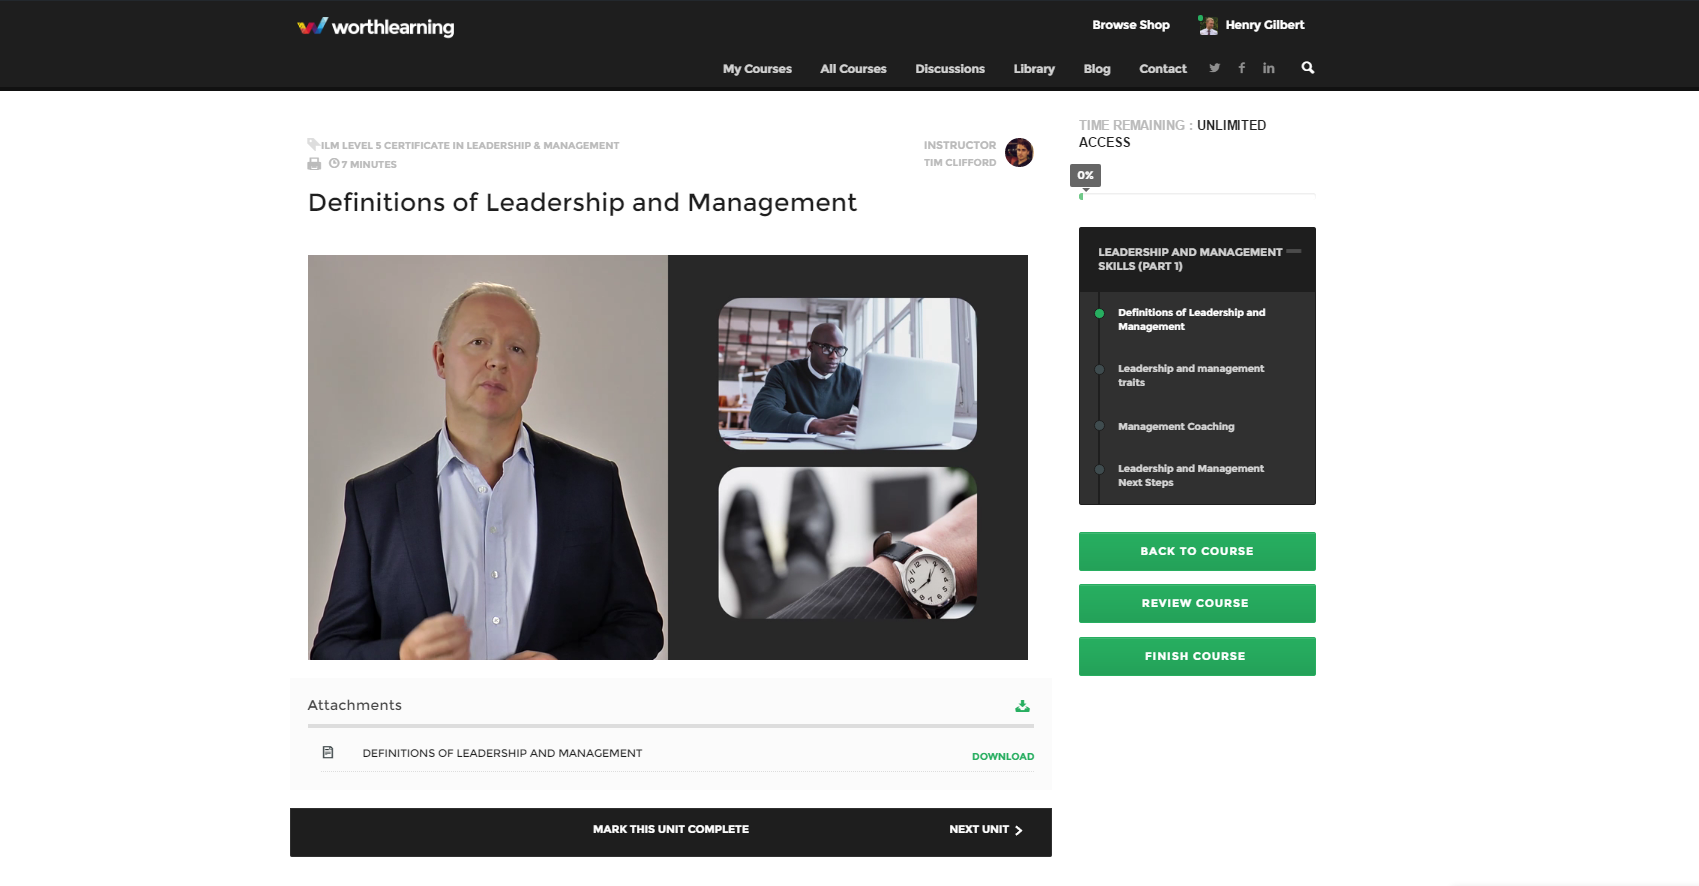 worthlearning
Browse Shop
Henry Gilbert
My Courses
All Courses
Discussions
Library
Blog
Contact
ILM LEVEL 5 CERTIFICATE IN LEADERSHIP & MANAGEMENT
7 MINUTES
INSTRUCTOR
TIM CLIFFORD
Definitions of Leadership and Management
Attachments
DEFINITIONS OF LEADERSHIP AND MANAGEMENT
DOWNLOAD
MARK THIS UNIT COMPLETE
NEXT UNIT
TIME REMAINING : UNLIMITED
ACCESS
0%
LEADERSHIP AND MANAGEMENT
SKILLS (PART 1)
Definitions of Leadership and
Management
Leadership and management
traits
Management Coaching
Leadership and Management
Next Steps
BACK TO COURSE
REVIEW COURSE
FINISH COURSE